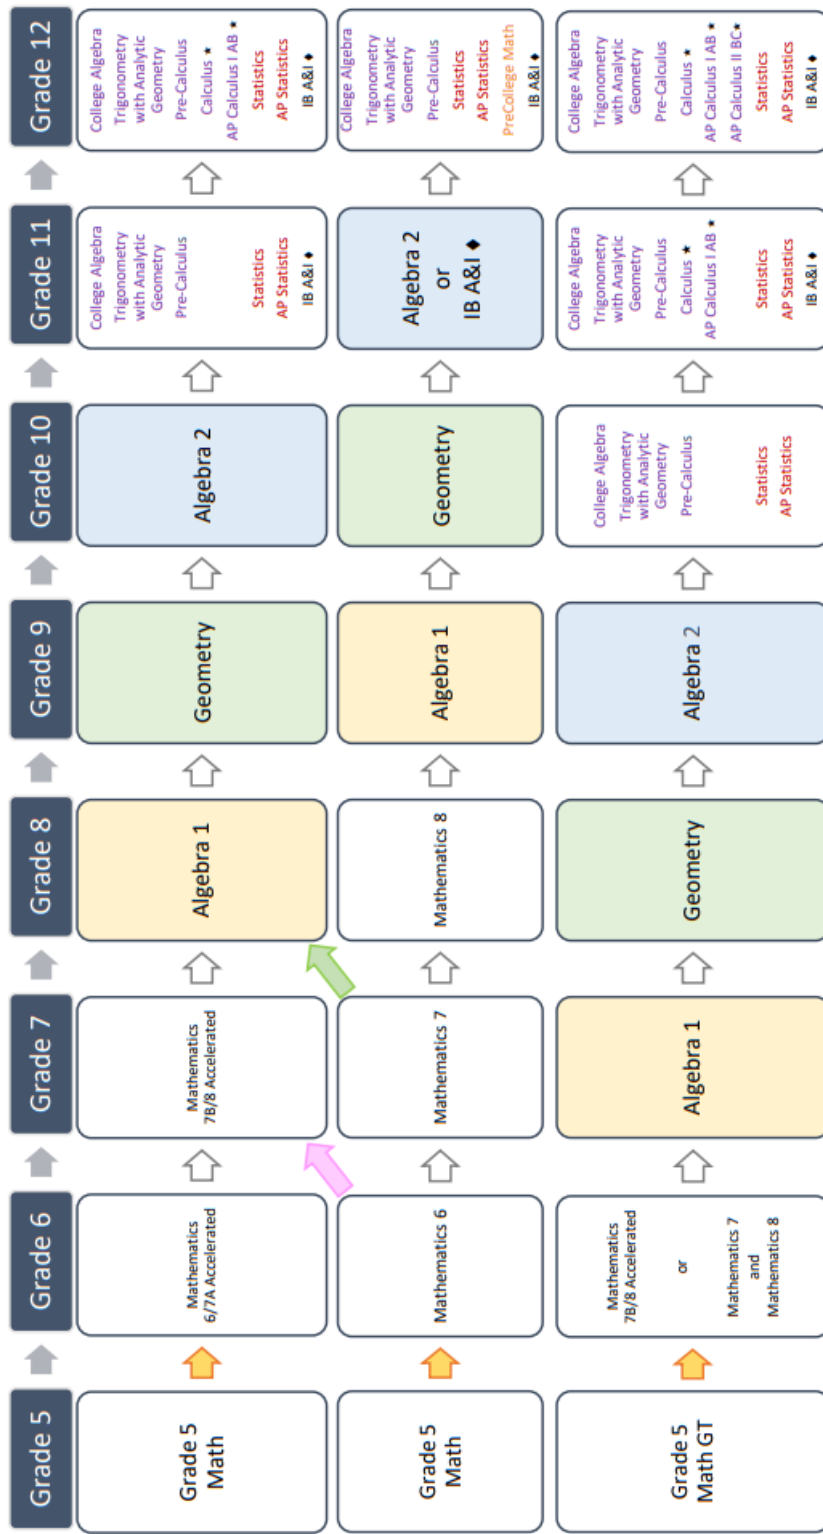 Grade 5
Grade 6
Grade 7
Grade 8
Grade 9
Grade 10
Grade 11
Grade 12
Grade 5
Math
Mathematics
6/7A Accelerated
Mathematics
7B/8 Accelerated
Algebra 1
Geometry
Algebra 2
College Algebra
Trigonometry
with Analytic
Geometry
Pre-Calculus
Statistics
AP Statistics
IB A&I ♦
College Algebra
Trigonometry
with Analytic
Geometry
Pre-Calculus
Calculus ★
AP Calculus I AB ★
Statistics
AP Statistics
IB A&I ♦
Grade 5
Math
Mathematics 6
Mathematics 7
Mathematics 8
Algebra 1
Geometry
Algebra 2
or
IB A&I ♦
College Algebra
Trigonometry
with Analytic
Geometry
Pre-Calculus
Statistics
AP Statistics
PreCollege Math
IB A&I ♦
Grade 5
Math GT
Mathematics
7B/8 Accelerated
or
Mathematics 7
and
Mathematics 8
Algebra 1
Geometry
Algebra 2
College Algebra
Trigonometry
with Analytic
Geometry
Pre-Calculus
Statistics
AP Statistics
College Algebra
Trigonometry
with Analytic
Geometry
Pre-Calculus
Calculus ★
AP Calculus I AB ★
Statistics
AP Statistics
IB A&I ♦
College Algebra
Trigonometry
with Analytic
Geometry
Pre-Calculus
Calculus ★
AP Calculus I AB ★
AP Calculus II BC★
Statistics
AP Statistics
IB A&I ♦